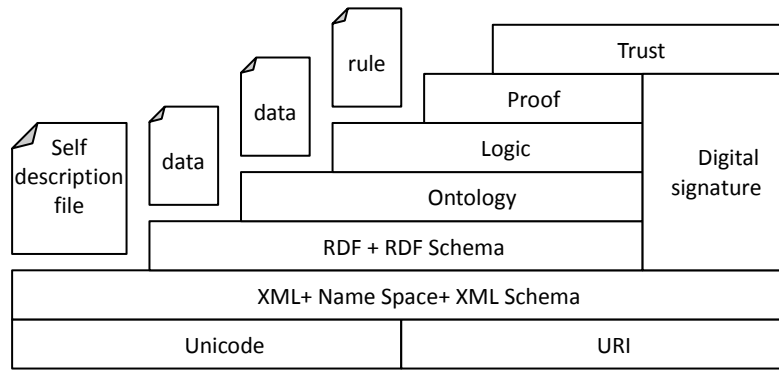 Trust
rule
Proof
data
Logic
Self
description
file
data
Digital
signature
Ontology
RDF + RDF Schema
XML+ Name Space+ XML Schema
Unicode
URI